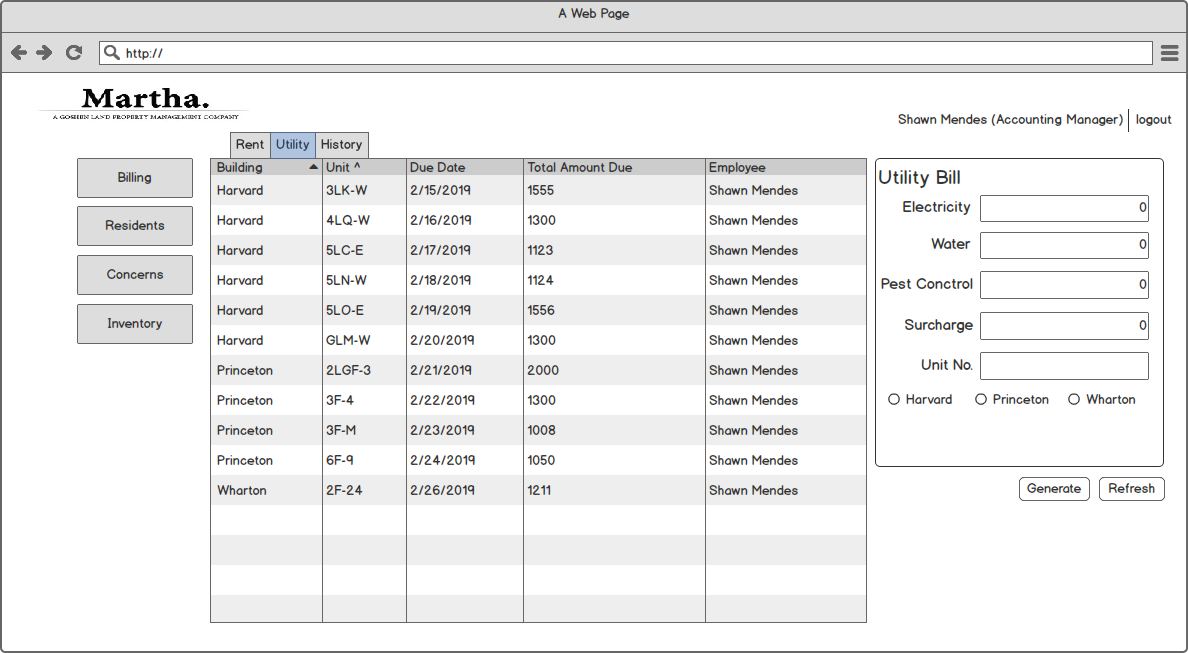 A Web Page
http://
Martha.
A GOSHEN LAND PROPERTY MANAGEMENT COMPANY
Shawn Mendes (Accounting Manager) logout
Rent Utility History
Billing
Residents
Concerns
Inventory
Building Unit ^ Due Date Total Amount Due Employee
Harvard 3LK-W 2/15/2019 1555 Shawn Mendes
Harvard 4LQ-W 2/16/2019 1300 Shawn Mendes
Harvard 5LC-E 2/17/2019 1123 Shawn Mendes
Harvard 5LN-W 2/18/2019 1124 Shawn Mendes
Harvard 5LO-E 2/19/2019 1556 Shawn Mendes
Harvard GLM-W 2/20/2019 1300 Shawn Mendes
Princeton 2LGF-3 2/21/2019 2000 Shawn Mendes
Princeton 3F-4 2/22/2019 1300 Shawn Mendes
Princeton 3F-M 2/23/2019 1008 Shawn Mendes
Princeton 6F-9 2/24/2019 1050 Shawn Mendes
Wharton 2F-24 2/26/2019 1211 Shawn Mendes
Utility Bill
Electricity 0
Water 0
Pest Conctrol 0
Surcharge 0
Unit No.
Harvard Princeton Wharton
Generate Refresh